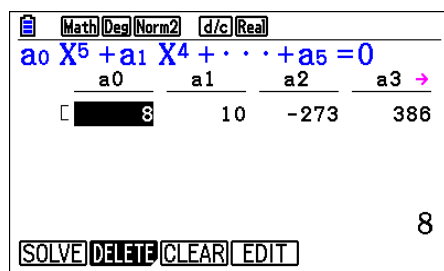 Math Deg Norm2 d/c Real
a₀ X⁵ + a₁ X⁴ + · · · + a₅ = 0
a0 a1 a2 a3 →
[ 8 10 -273 386
8
SOLVE DELETE CLEAR EDIT